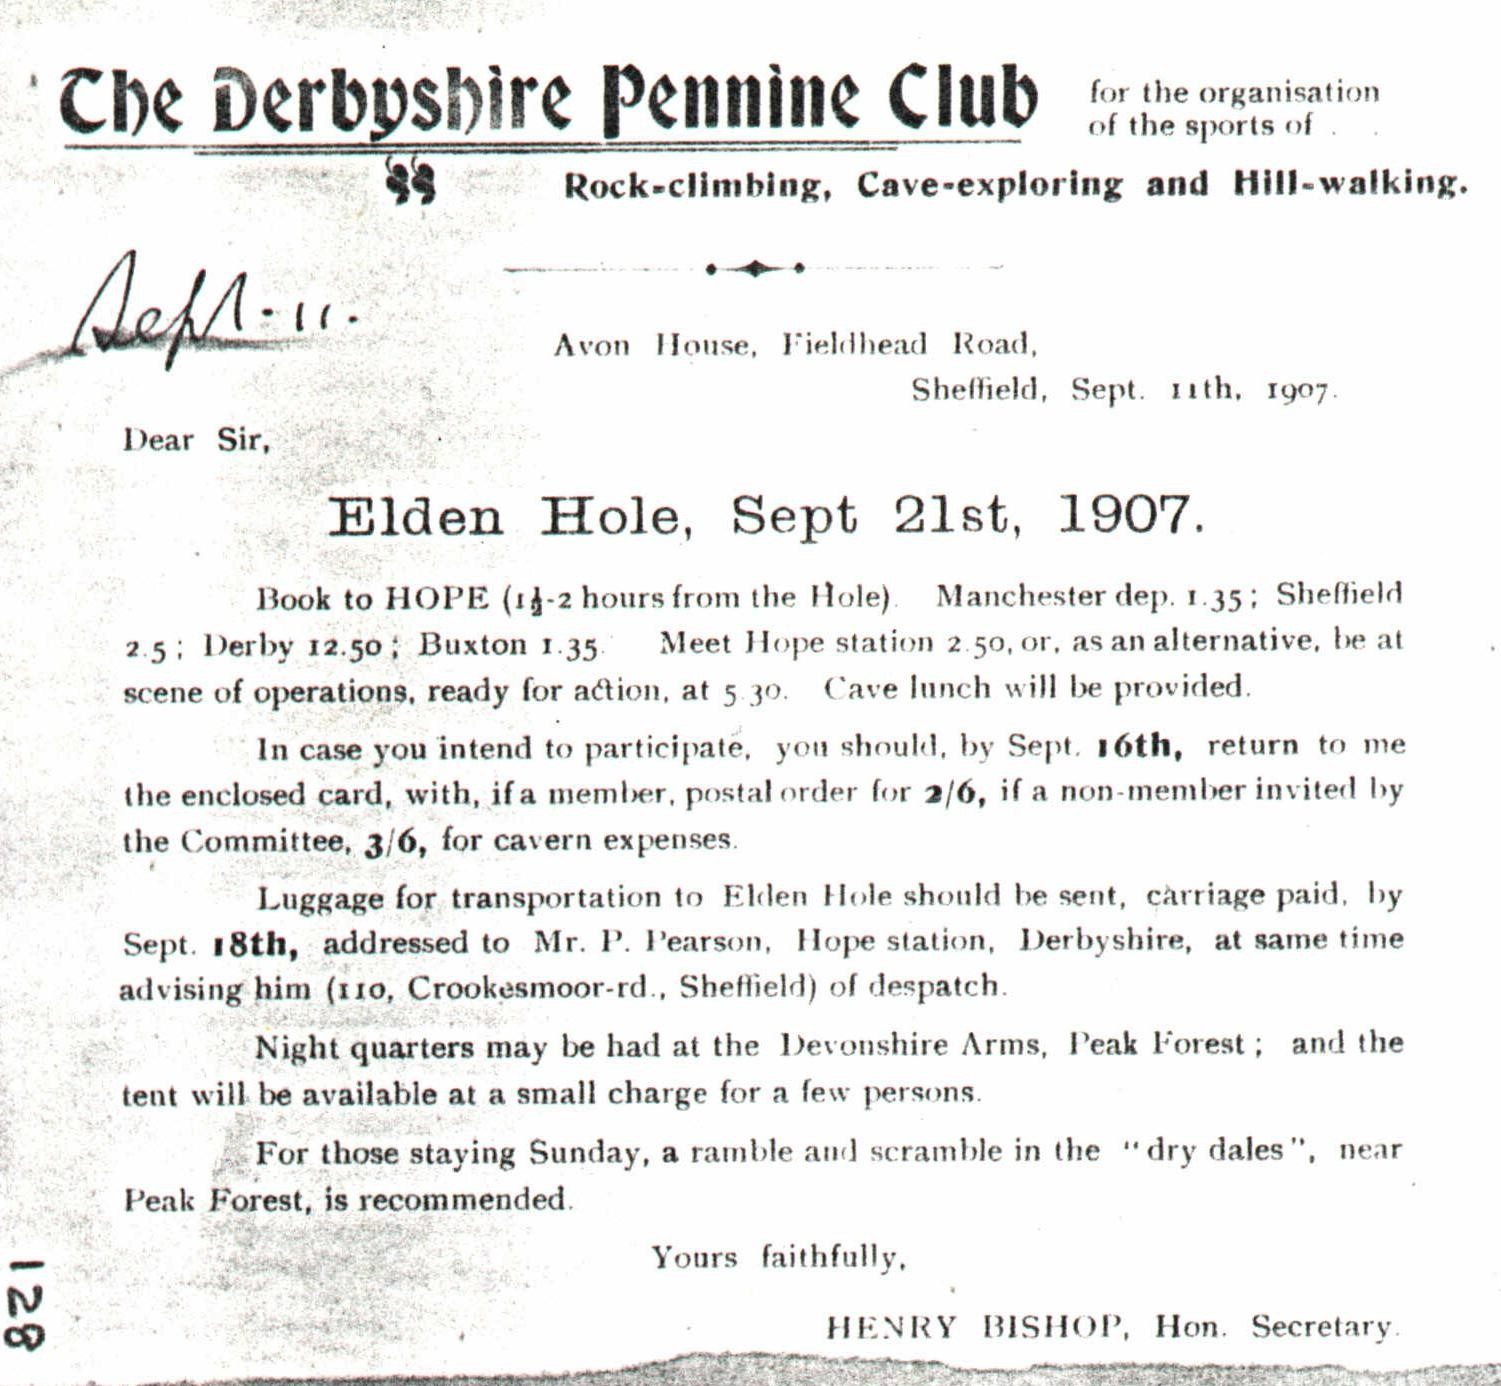 The Derbyshire Pennine Club for the organisation
of the sports of . .
Rock-climbing, Cave-exploring and Hill-walking.
Sept. 11.
Avon House, Fieldhead Road,
Sheffield, Sept. 11th, 1907.
Dear Sir,
Elden Hole, Sept 21st, 1907.
Book to HOPE (1½-2 hours from the Hole). Manchester dep. 1.35; Sheffield
2.5; Derby 12.50; Buxton 1.35. Meet Hope station 2.50, or, as an alternative, be at
scene of operations, ready for action, at 5.30. Cave lunch will be provided.
In case you intend to participate, you should, by Sept. 16th, return to me
the enclosed card, with, if a member, postal order for 2/6, if a non-member invited by
the Committee, 3/6, for cavern expenses.
Luggage for transportation to Elden Hole should be sent, carriage paid, by
Sept. 18th, addressed to Mr. P. Pearson, Hope station, Derbyshire, at same time
advising him (110, Crookesmoor-rd., Sheffield) of despatch.
Night quarters may be had at the Devonshire Arms, Peak Forest; and the
tent will be available at a small charge for a few persons.
For those staying Sunday, a ramble and scramble in the "dry dales", near
Peak Forest, is recommended.
Yours faithfully,
HENRY BISHOP, Hon. Secretary.
128